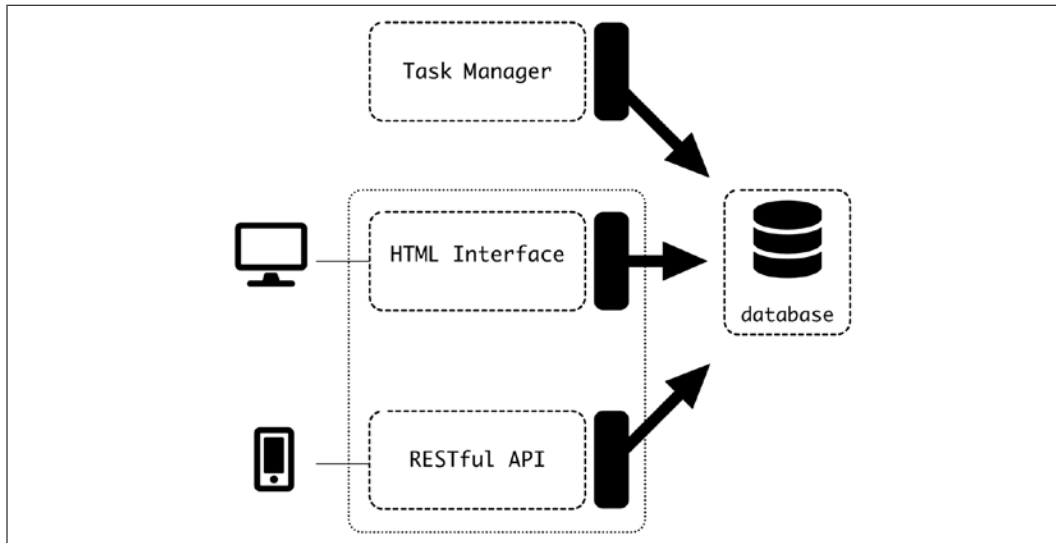 Task Manager
HTML Interface
database
RESTful API